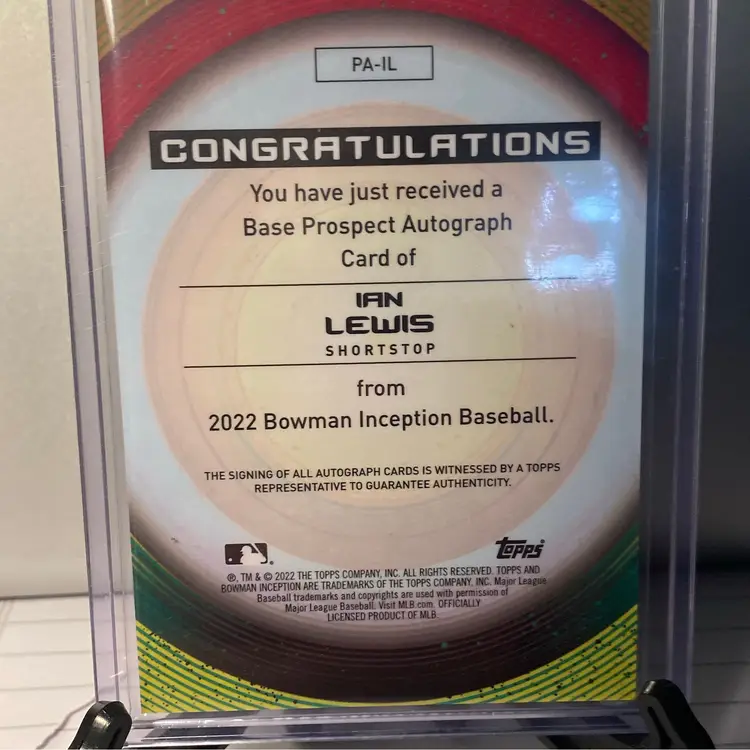 PA-IL
CONGRATULATIONS
You have just received a
Base Prospect Autograph
Card of
IAN
LEWIS
SHORTSTOP
from
2022 Bowman Inception Baseball.
THE SIGNING OF ALL AUTOGRAPH CARDS IS WITNESSED BY A TOPPS
REPRESENTATIVE TO GUARANTEE AUTHENTICITY.
topps
®, TM & © 2022 THE TOPPS COMPANY, INC. ALL RIGHTS RESERVED. TOPPS AND
BOWMAN INCEPTION ARE TRADEMARKS OF THE TOPPS COMPANY, INC. Major League
Baseball trademarks and copyrights are used with permission of
Major League Baseball. Visit MLB.com. OFFICIALLY
LICENSED PRODUCT OF MLB.